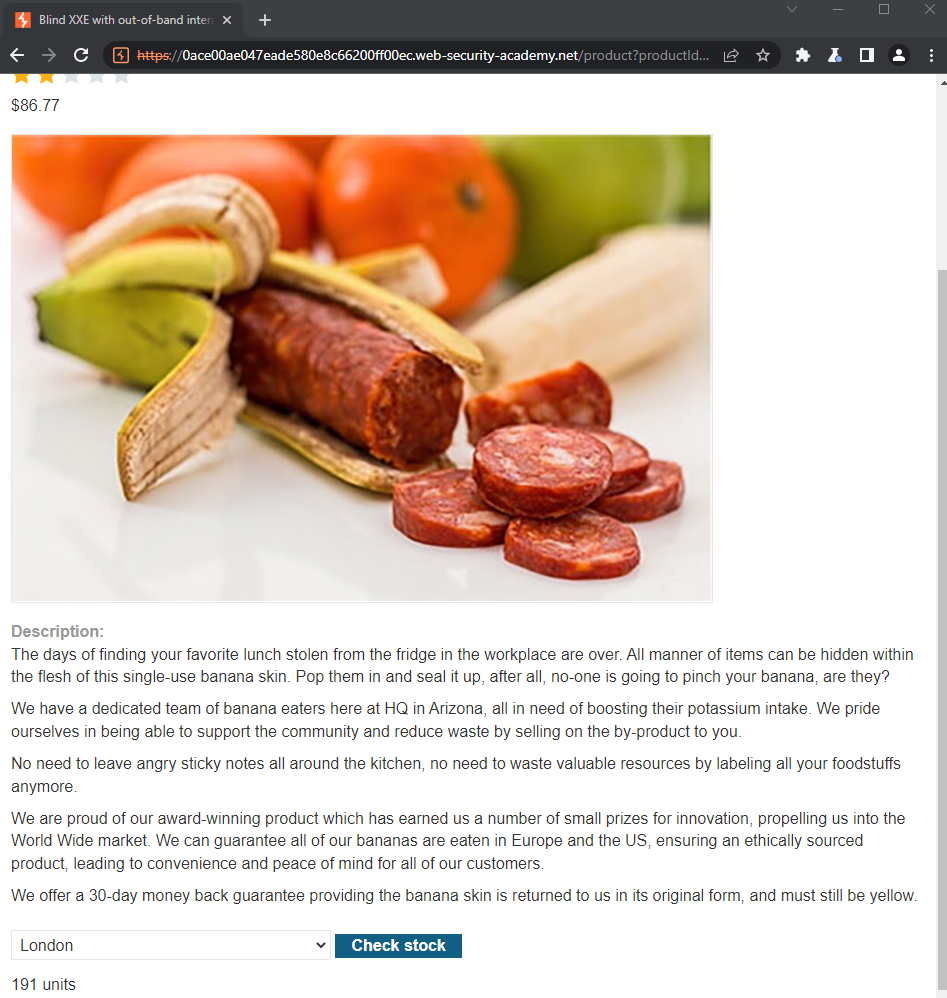 Blind XXE with out-of-band inter
https://0ace00ae047eade580e8c66200ff00ec.web-security-academy.net/product?productId...
$86.77
Description:
The days of finding your favorite lunch stolen from the fridge in the workplace are over. All manner of items can be hidden within
the flesh of this single-use banana skin. Pop them in and seal it up, after all, no-one is going to pinch your banana, are they?
We have a dedicated team of banana eaters here at HQ in Arizona, all in need of boosting their potassium intake. We pride
ourselves in being able to support the community and reduce waste by selling on the by-product to you.
No need to leave angry sticky notes all around the kitchen, no need to waste valuable resources by labeling all your foodstuffs
anymore.
We are proud of our award-winning product which has earned us a number of small prizes for innovation, propelling us into the
World Wide market. We can guarantee all of our bananas are eaten in Europe and the US, ensuring an ethically sourced
product, leading to convenience and peace of mind for all of our customers.
We offer a 30-day money back guarantee providing the banana skin is returned to us in its original form, and must still be yellow.
London
Check stock
191 units